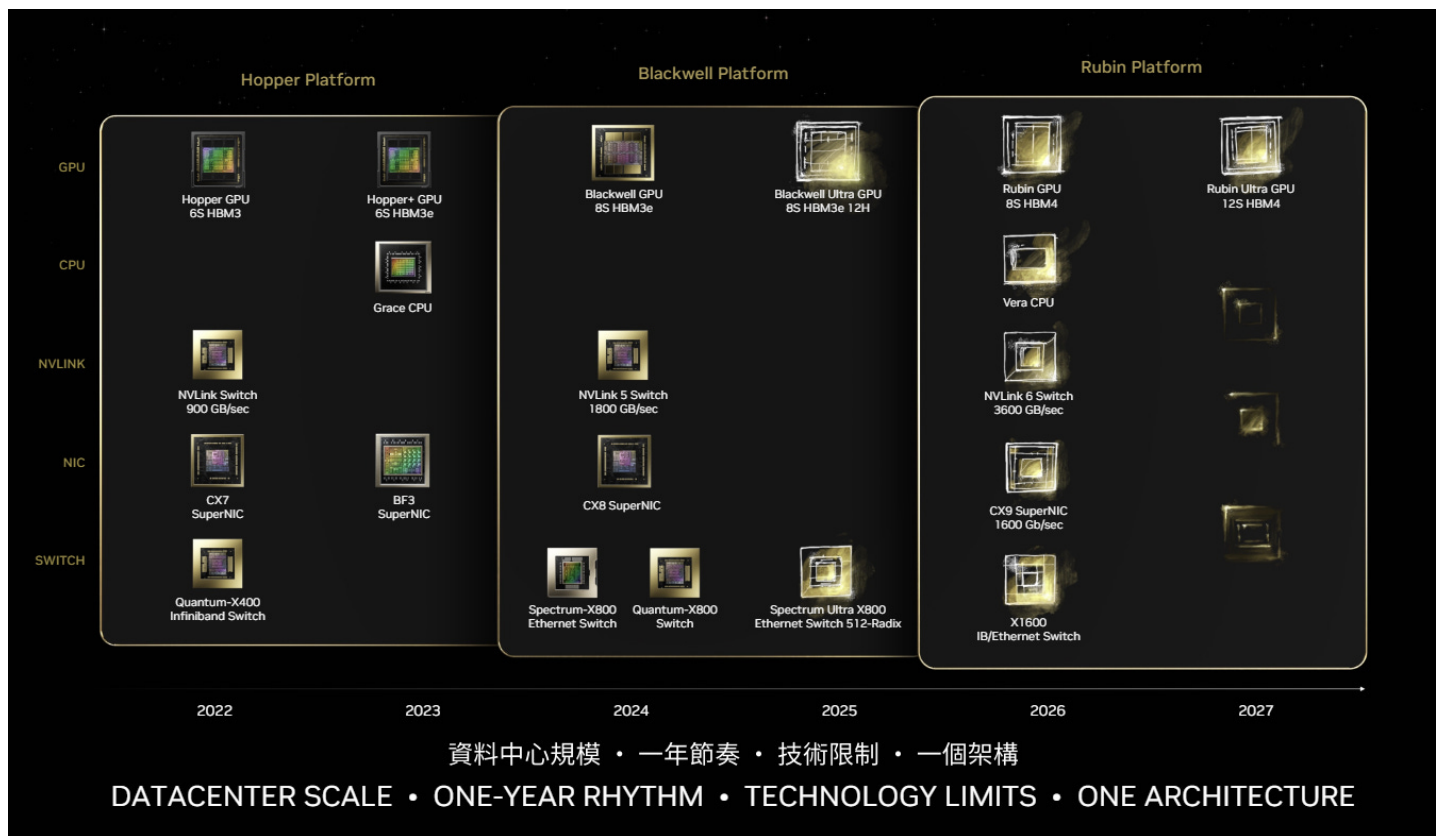 Hopper Platform
Blackwell Platform
Rubin Platform
GPU
Hopper GPU
6S HBM3
Hopper+ GPU
6S HBM3e
Blackwell GPU
8S HBM3e
Blackwell Ultra GPU
8S HBM3e 12H
Rubin GPU
8S HBM4
Rubin Ultra GPU
12S HBM4
CPU
Grace CPU
Vera CPU
NVLINK
NVLink Switch
900 GB/sec
NVLink 5 Switch
1800 GB/sec
NVLink 6 Switch
3600 GB/sec
NIC
CX7
SuperNIC
BF3
SuperNIC
CX8 SuperNIC
CX9 SuperNIC
1600 Gb/sec
SWITCH
Quantum-X400
Infiniband Switch
Spectrum-X800
Ethernet Switch
Quantum-X800
Switch
Spectrum Ultra X800
Ethernet Switch 512-Radix
X1600
IB/Ethernet Switch
2022
2023
2024
2025
2026
2027
資料中心規模 • 一年節奏 • 技術限制 • 一個架構
DATACENTER SCALE • ONE-YEAR RHYTHM • TECHNOLOGY LIMITS • ONE ARCHITECTURE